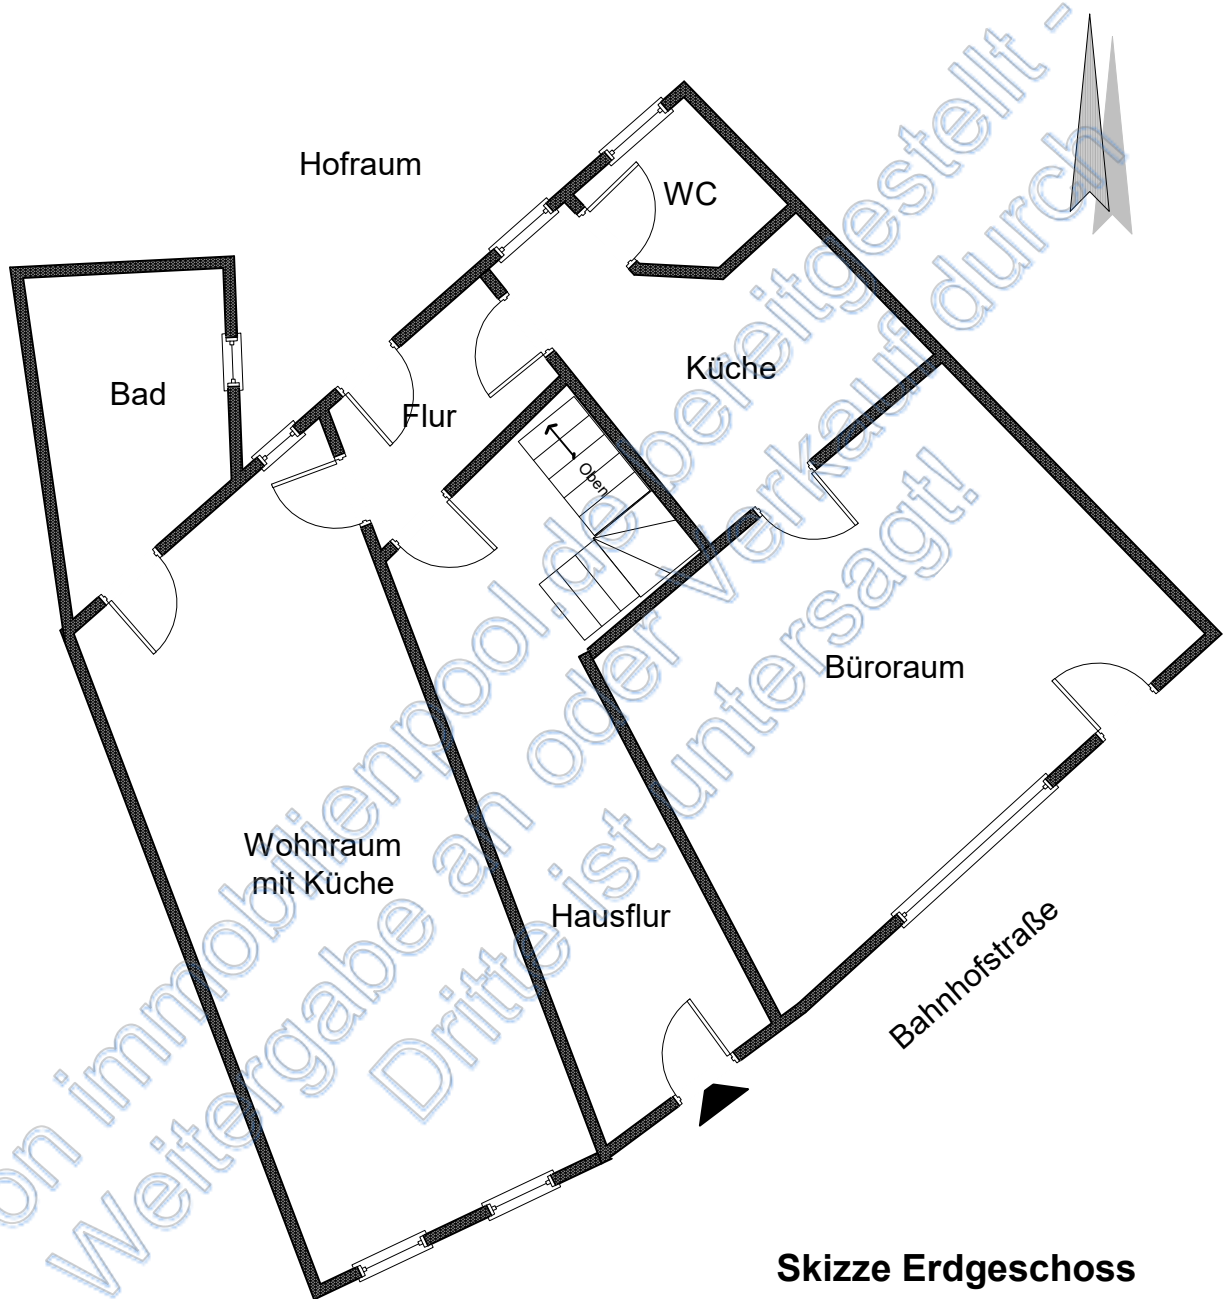 Hofraum
WC
Bad
Küche
Flur
Oben
Büroraum
Wohnraum
mit Küche
Hausflur
Bahnhofstraße
Skizze Erdgeschoss
on immobilienpool.de bereitgestellt -
Weitergabe an oder Verkauf durch
Dritte ist untersagt!